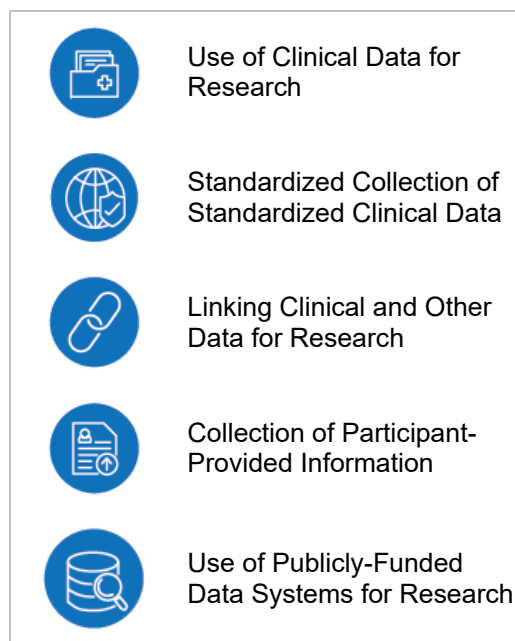 Use of Clinical Data for
Research
Standardized Collection of
Standardized Clinical Data
Linking Clinical and Other
Data for Research
Collection of Participant-
Provided Information
Use of Publicly-Funded
Data Systems for Research